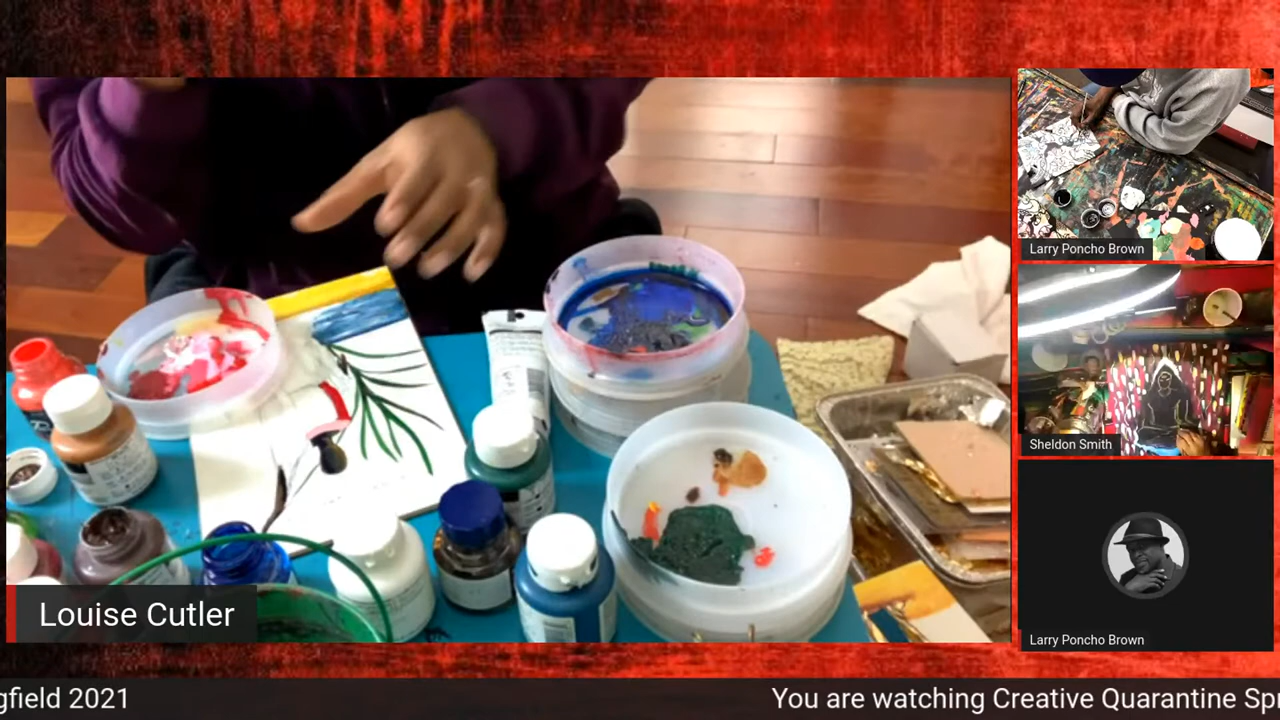 Larry Poncho Brown
Sheldon Smith
Larry Poncho Brown
Louise Cutler
gfield 2021
You are watching Creative Quarantine Spr